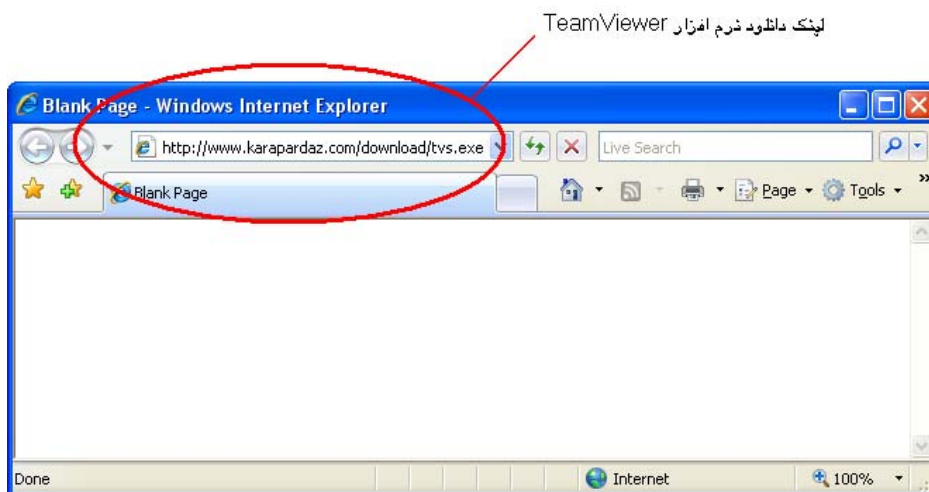 لینک دانلود نرم افزار TeamViewer
Blank Page - Windows Internet Explorer
http://www.karapardaz.com/download/tvs.exe
Live Search
Blank Page
Page
Tools
Done
Internet
100%